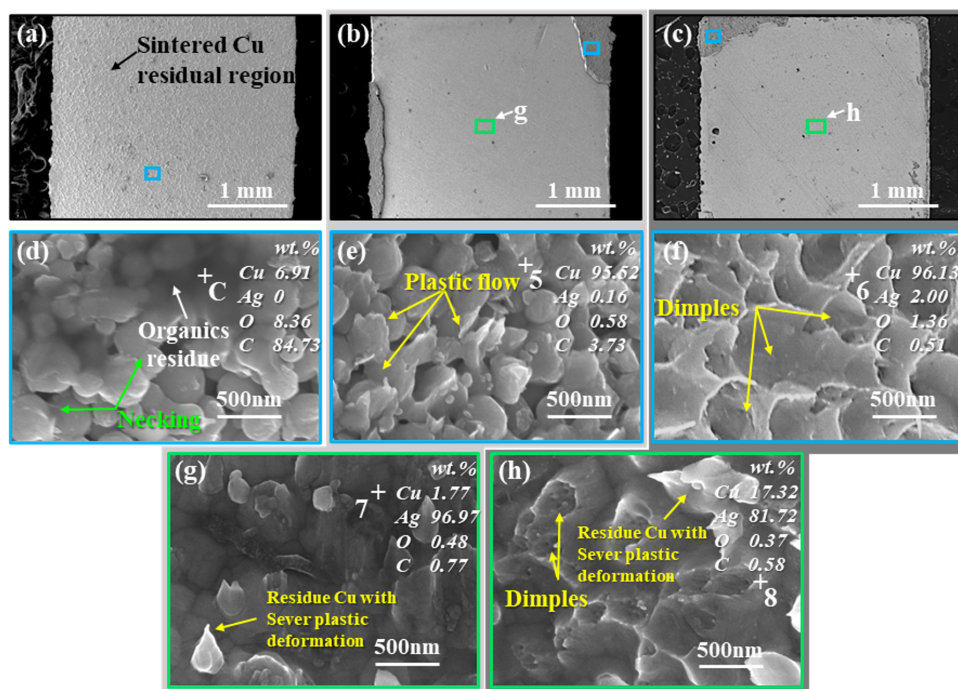 (a)
Sintered Cu
residual region
1 mm
(b)
g
1 mm
(c)
h
1 mm
(d)
+C
Organics
residue
Necking
wt.%
Cu 6.91
Ag 0
O 8.36
C 84.73
500nm
(e)
Plastic flow
+5
wt.%
Cu 95.52
Ag 0.16
O 0.58
C 3.73
500nm
(f)
Dimples
+6
wt.%
Cu 96.13
Ag 2.00
O 1.36
C 0.51
500nm
(g)
7+
wt.%
Cu 1.77
Ag 96.97
O 0.48
C 0.77
Residue Cu with
Sever plastic
deformation
500nm
(h)
wt.%
Cu 17.32
Ag 81.72
O 0.37
C 0.58
Residue Cu with
Sever plastic
deformation
Dimples
+8
500nm